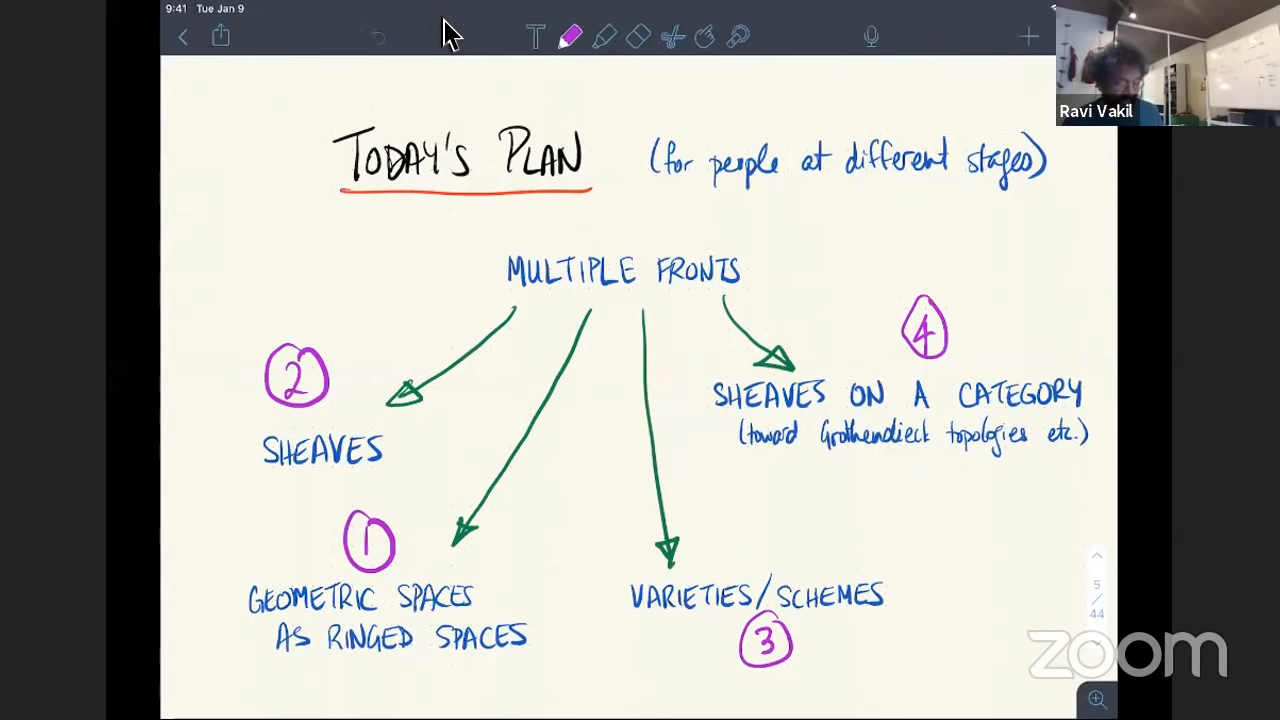 9:41 Tue Jan 9
Ravi Vakil
TODAY'S PLAN (for people at different stages)
MULTIPLE FRONTS
4
2
SHEAVES ON A CATEGORY
(toward Grothendieck topologies etc.)
SHEAVES
1
GEOMETRIC SPACES
AS RINGED SPACES
VARIETIES/SCHEMES
3
5
/
44
zoom